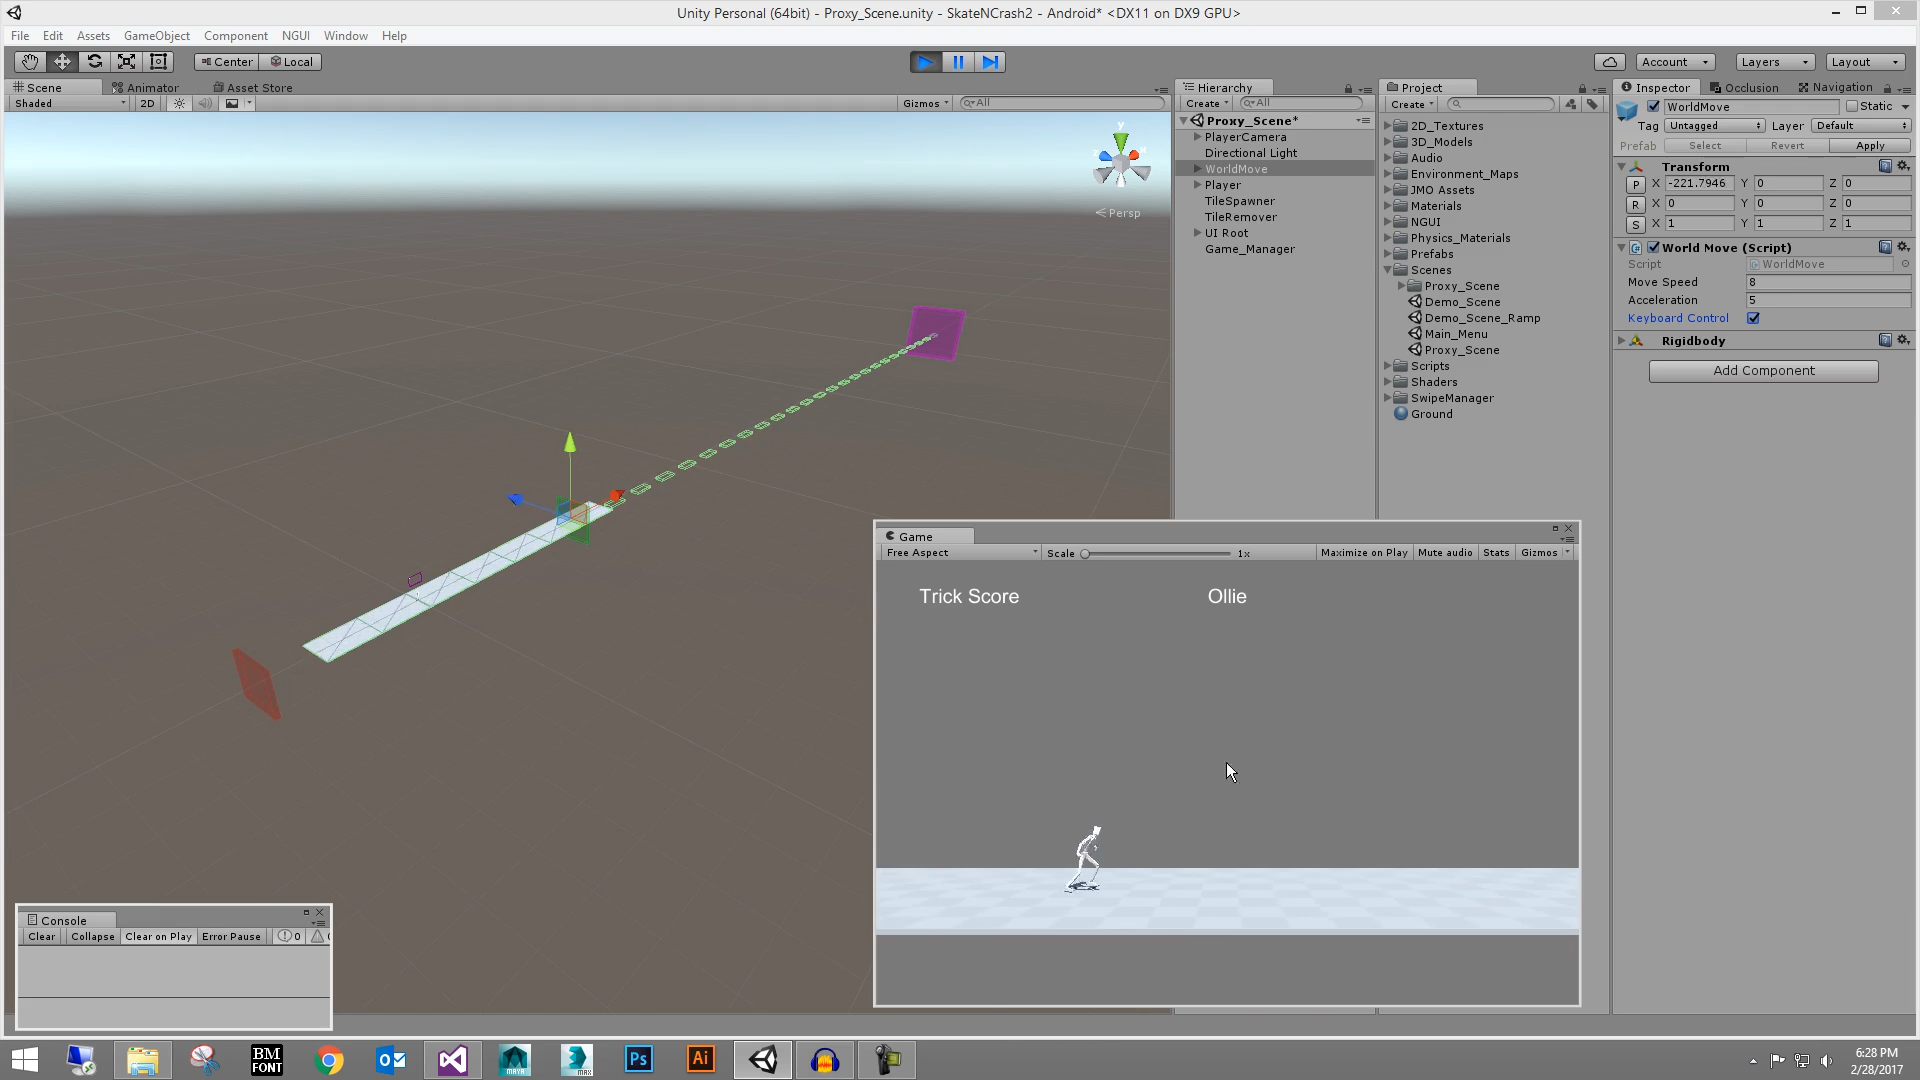 Unity Personal (64bit) - Proxy_Scene.unity - SkateNCrash2 - Android* <DX11 on DX9 GPU>
File Edit Assets GameObject Component NGUI Window Help
Center Local Account Layers Layout
Scene Animator Asset Store
Shaded 2D Gizmos All
Persp
Hierarchy
Create All
Proxy_Scene*
PlayerCamera
Directional Light
WorldMove
Player
TileSpawner
TileRemover
UI Root
Game_Manager
Project
Create
2D_Textures
3D_Models
Audio
Environment_Maps
JMO Assets
Materials
NGUI
Physics_Materials
Prefabs
Scenes
Proxy_Scene
Demo_Scene
Demo_Scene_Ramp
Main_Menu
Proxy_Scene
Scripts
Shaders
SwipeManager
Ground
Inspector Occlusion Navigation
WorldMove Static
Tag Untagged Layer Default
Prefab Select Revert Apply
Transform
P X -221.7946 Y 0 Z 0
R X 0 Y 0 Z 0
S X 1 Y 1 Z 1
World Move (Script)
Script WorldMove
Move Speed 8
Acceleration 5
Keyboard Control
Rigidbody
Add Component
Game
Free Aspect Scale 1x Maximize on Play Mute audio Stats Gizmos
Trick Score Ollie
Console
Clear Collapse Clear on Play Error Pause 0
BM
FONT
MAYA
MAX
Ps
Ai
6:28 PM
2/28/2017